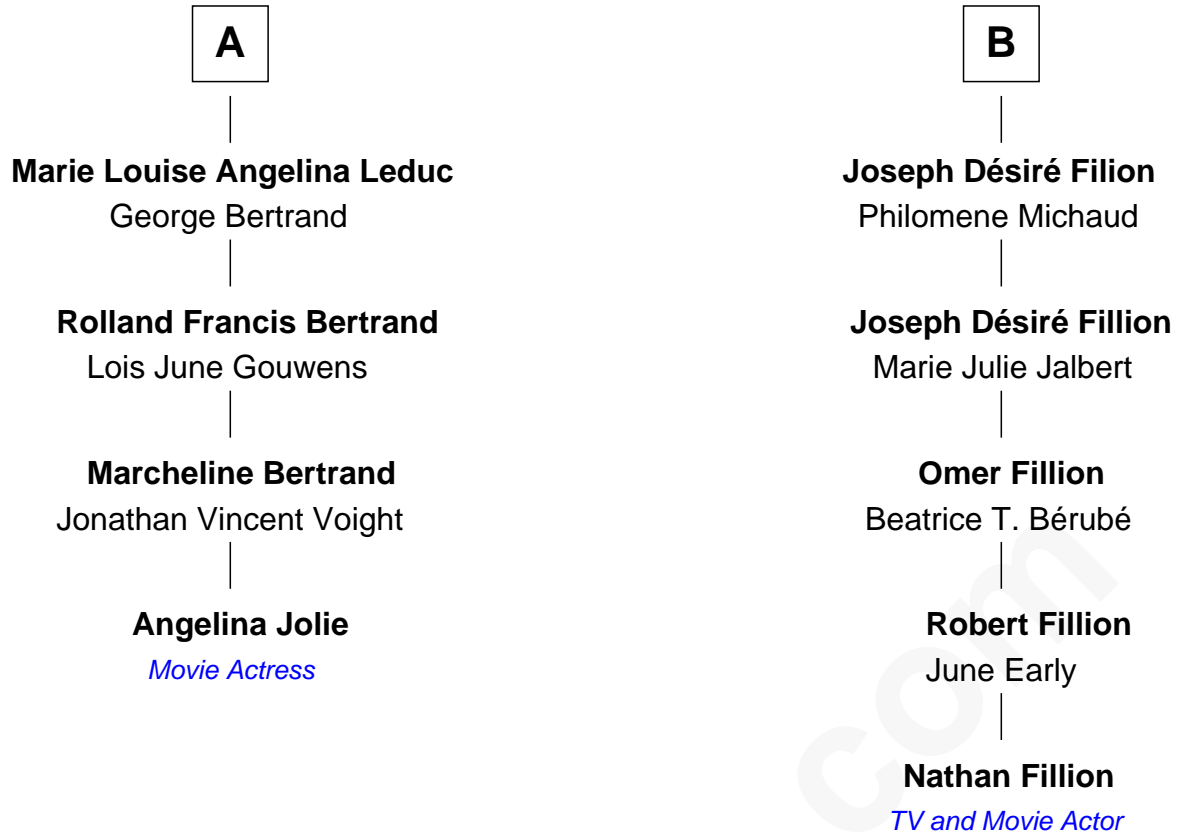 A
Marie Louise Angelina Leduc
George Bertrand
Rolland Francis Bertrand
Lois June Gouwens
Marcheline Bertrand
Jonathan Vincent Voight
Angelina Jolie
Movie Actress
B
Joseph Désiré Filion
Philomene Michaud
Joseph Désiré Fillion
Marie Julie Jalbert
Omer Fillion
Beatrice T. Bérubé
Robert Fillion
June Early
Nathan Fillion
TV and Movie Actor
com